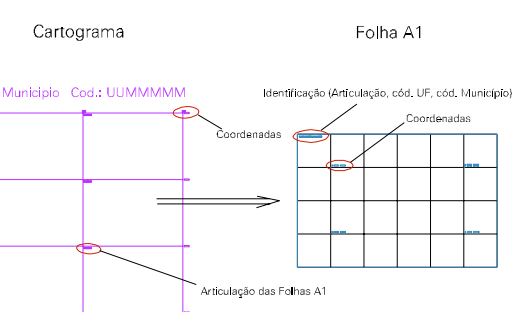 Cartograma
Folha A1
Municipio Cod.: UUMMMMM
Identificação (Articulação, cód. UF, cód. Município)
Coordenadas
Coordenadas
Articulação das Folhas A1